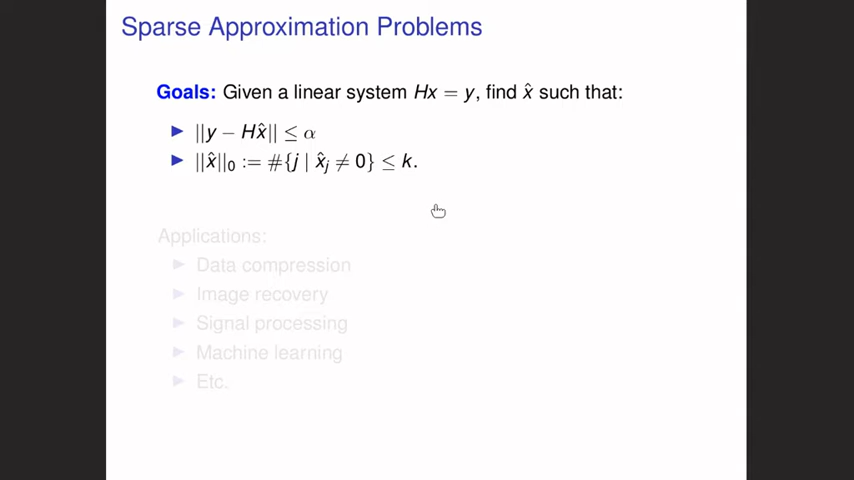 Sparse Approximation Problems
Goals: Given a linear system Hx = y, find x̂ such that:
▶ ||y − Hx̂|| ≤ α
▶ ||x̂||₀ := #{j | x̂ⱼ ≠ 0} ≤ k.
Applications:
▶ Data compression
▶ Image recovery
▶ Signal processing
▶ Machine learning
▶ Etc.